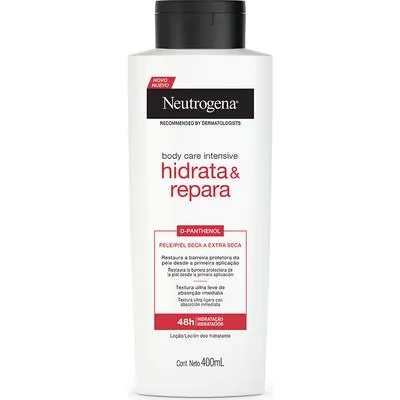 NOVO
NUEVO
Neutrogena®
RECOMMENDED BY DERMATOLOGISTS
body care intensive
hidrata &
repara
D-PANTHENOL
PELE/PIEL SECA A EXTRA SECA
Restaura a barreira protetora da
pele desde a primeira aplicação
Restaura la barrera protectora de
la piel desde la primera aplicación
Textura ultra leve de
absorção imediata
Textura ultra ligera con
absorción inmediata
48h HIDRATAÇÃO
HIDRATACIÓN
Loção/Loción deo hidratante
Cont. Neto 400mL